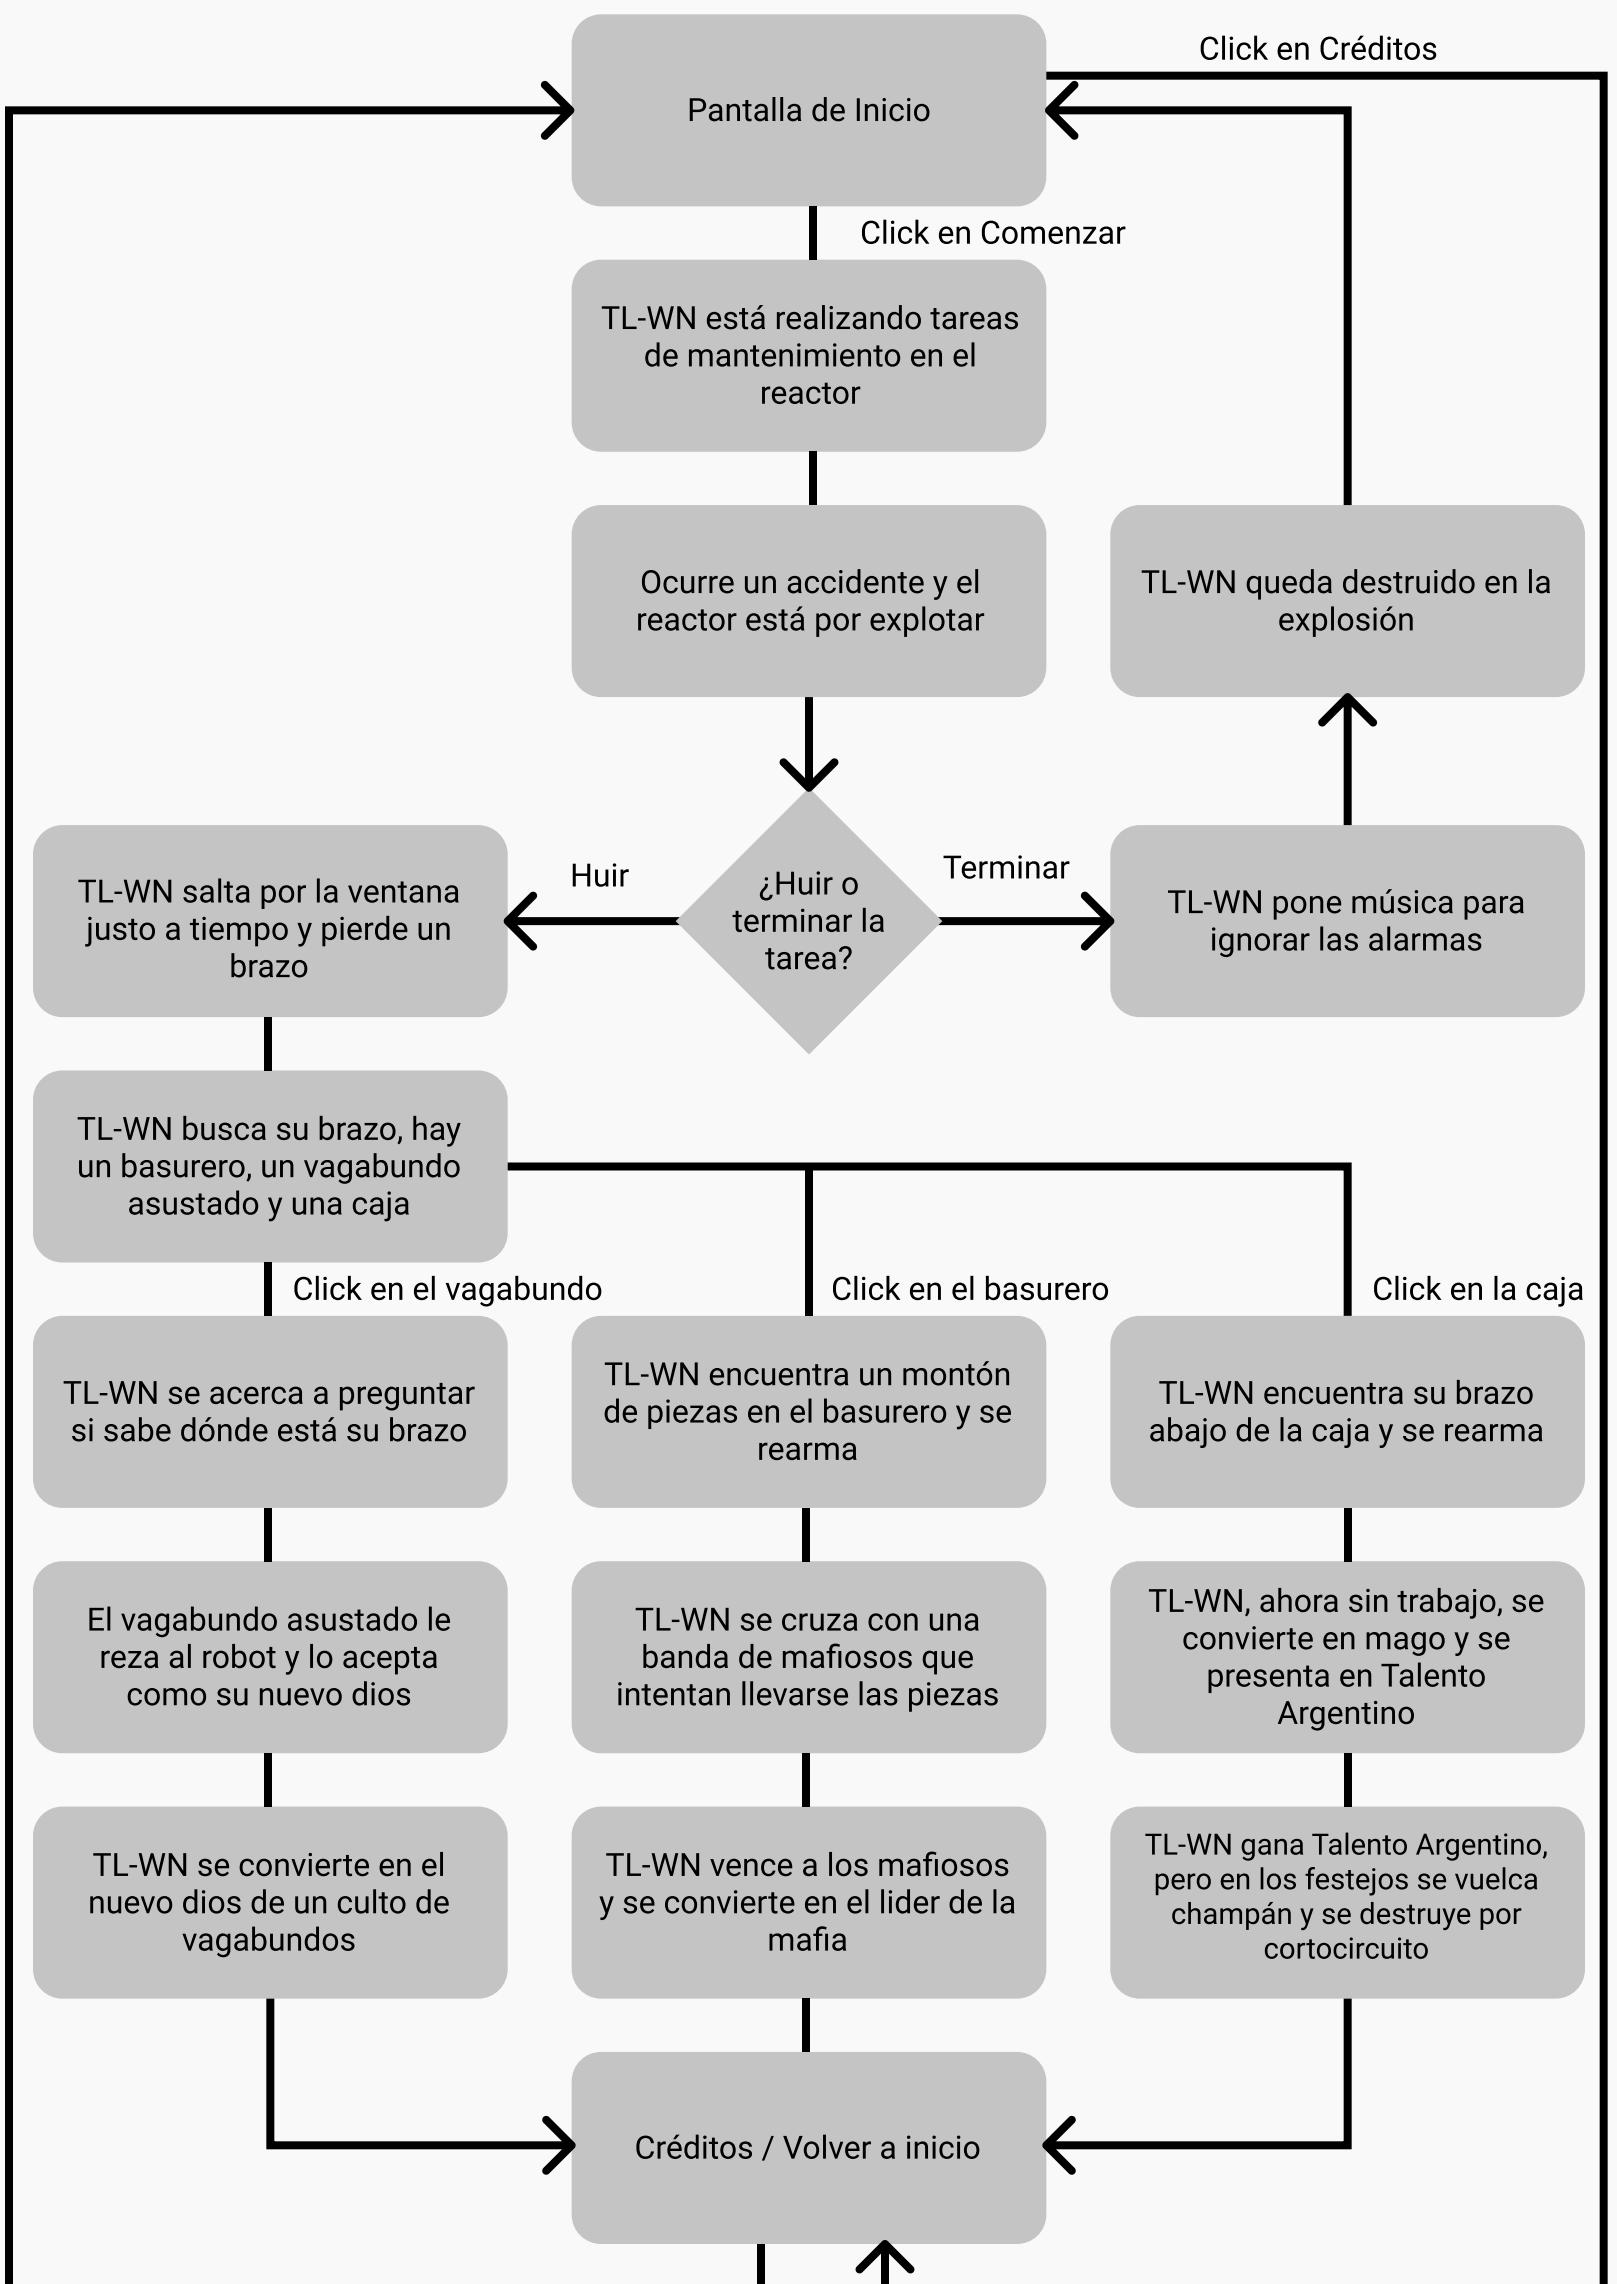 Click en Créditos
Pantalla de Inicio
Click en Comenzar
TL-WN está realizando tareas
de mantenimiento en el
reactor
Ocurre un accidente y el
reactor está por explotar
TL-WN queda destruido en la
explosión
Huir
¿Huir o
terminar la
tarea?
Terminar
TL-WN salta por la ventana
justo a tiempo y pierde un
brazo
TL-WN pone música para
ignorar las alarmas
TL-WN busca su brazo, hay
un basurero, un vagabundo
asustado y una caja
Click en el vagabundo
Click en el basurero
Click en la caja
TL-WN se acerca a preguntar
si sabe dónde está su brazo
TL-WN encuentra un montón
de piezas en el basurero y se
rearma
TL-WN encuentra su brazo
abajo de la caja y se rearma
El vagabundo asustado le
reza al robot y lo acepta
como su nuevo dios
TL-WN se cruza con una
banda de mafiosos que
intentan llevarse las piezas
TL-WN, ahora sin trabajo, se
convierte en mago y se
presenta en Talento
Argentino
TL-WN se convierte en el
nuevo dios de un culto de
vagabundos
TL-WN vence a los mafiosos
y se convierte en el lider de la
mafia
TL-WN gana Talento Argentino,
pero en los festejos se vuelca
champán y se destruye por
cortocircuito
Créditos / Volver a inicio